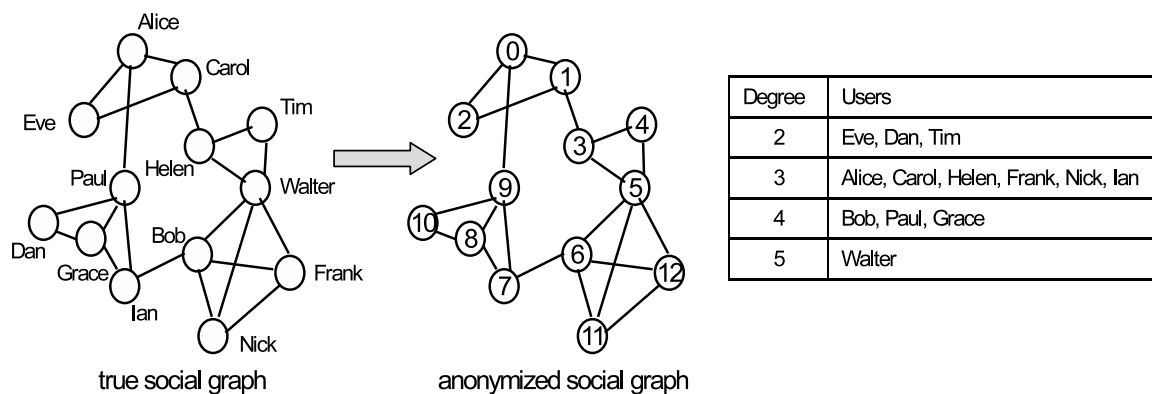 Alice
Carol
Eve
Tim
Helen
Paul
Walter
Dan
Bob
Grace
Frank
Ian
Nick
true social graph
0
1
2
4
3
9
5
10
8
6
12
7
11
anonymized social graph
Degree Users
2 Eve, Dan, Tim
3 Alice, Carol, Helen, Frank, Nick, Ian
4 Bob, Paul, Grace
5 Walter